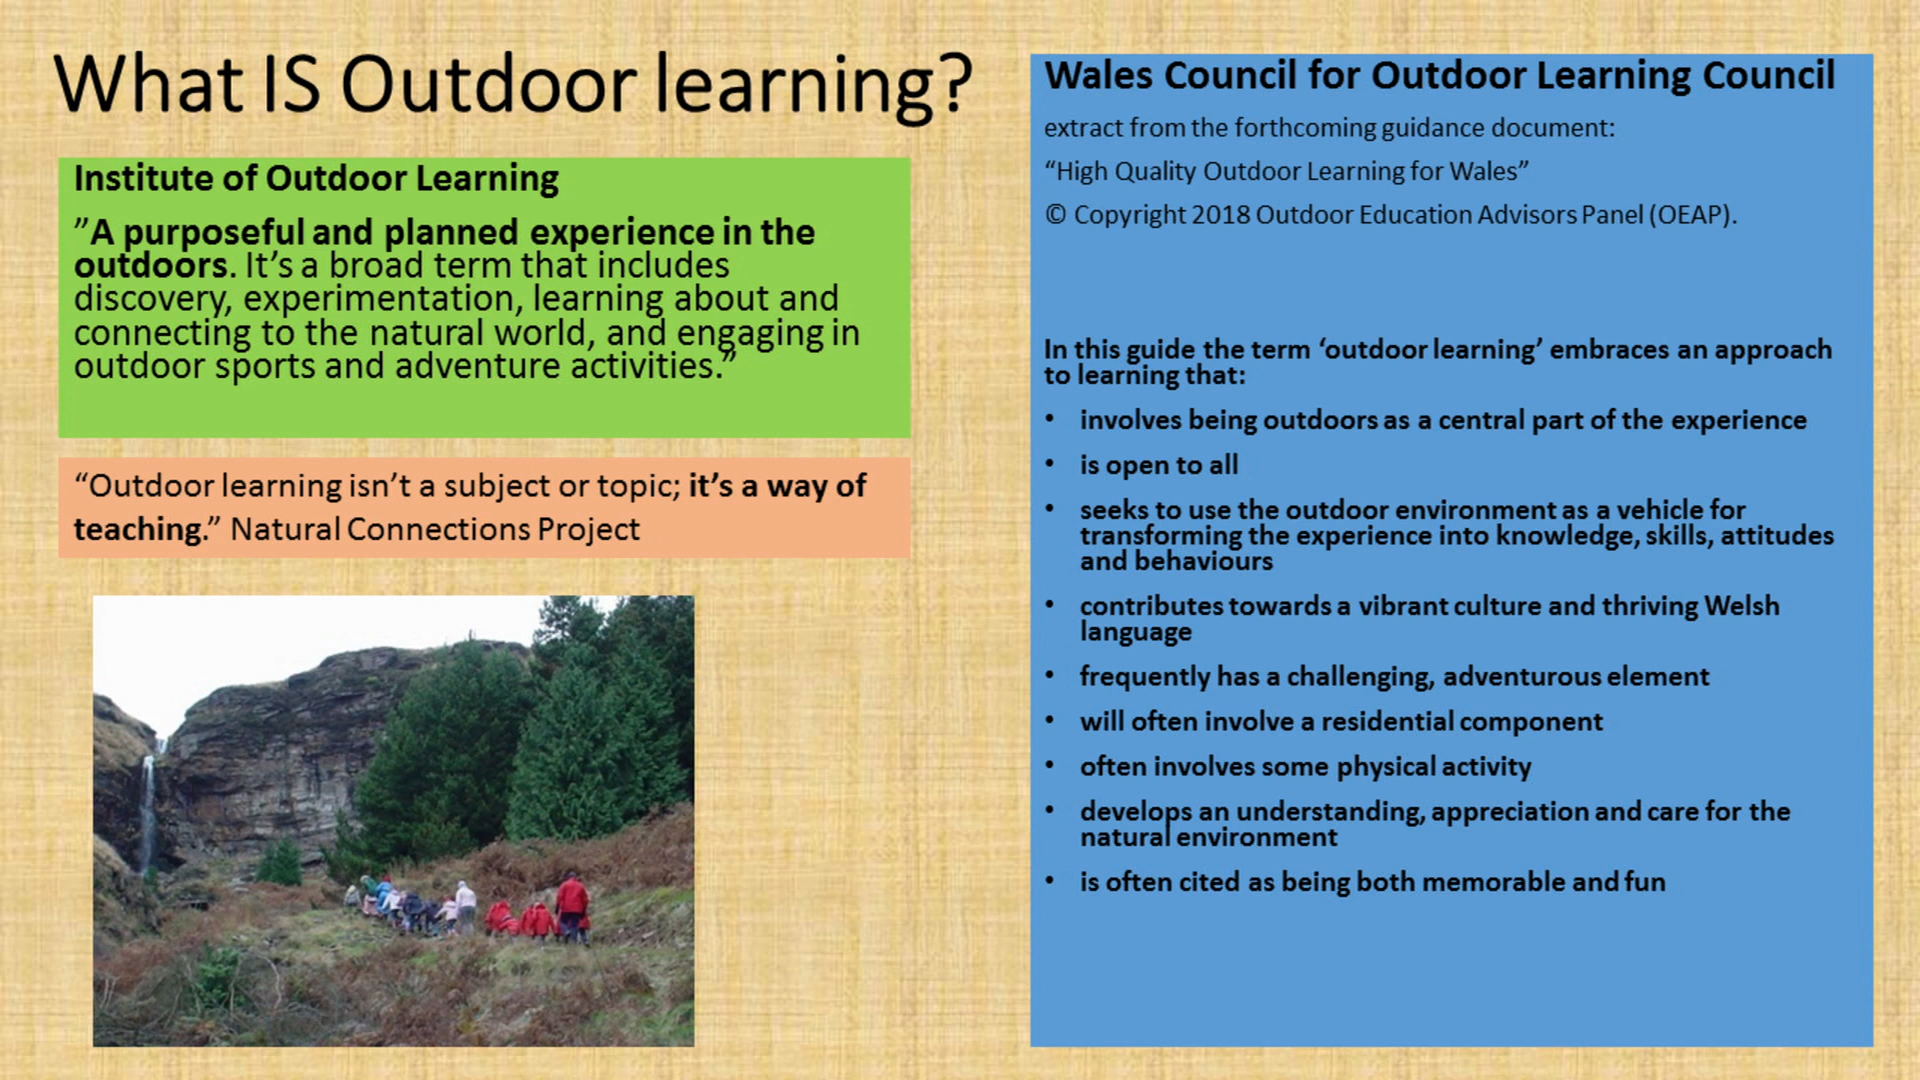 What IS Outdoor learning?
Institute of Outdoor Learning
”A purposeful and planned experience in the
outdoors. It’s a broad term that includes
discovery, experimentation, learning about and
connecting to the natural world, and engaging in
outdoor sports and adventure activities.”
“Outdoor learning isn’t a subject or topic; it’s a way of
teaching.” Natural Connections Project
Wales Council for Outdoor Learning Council
extract from the forthcoming guidance document:
“High Quality Outdoor Learning for Wales”
© Copyright 2018 Outdoor Education Advisors Panel (OEAP).
In this guide the term ‘outdoor learning’ embraces an approach
to learning that:
• involves being outdoors as a central part of the experience
• is open to all
• seeks to use the outdoor environment as a vehicle for
transforming the experience into knowledge, skills, attitudes
and behaviours
• contributes towards a vibrant culture and thriving Welsh
language
• frequently has a challenging, adventurous element
• will often involve a residential component
• often involves some physical activity
• develops an understanding, appreciation and care for the
natural environment
• is often cited as being both memorable and fun